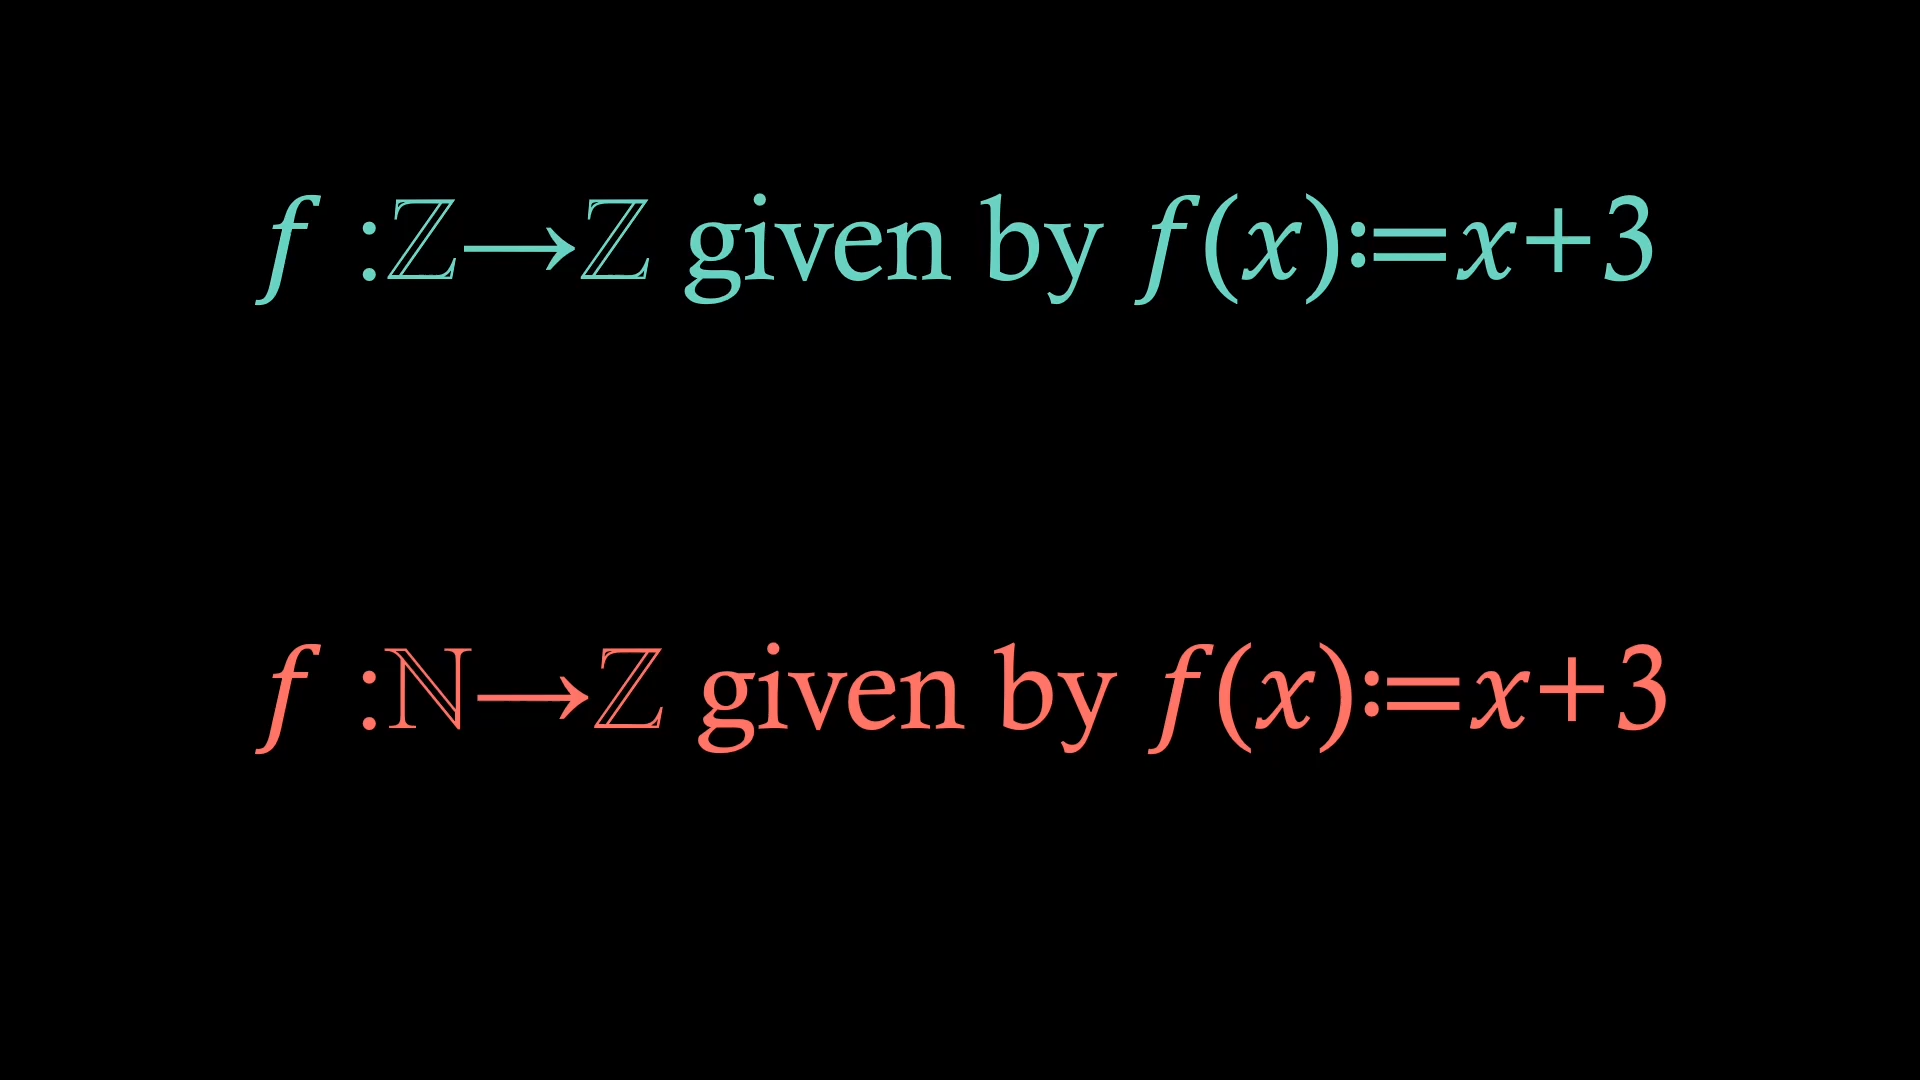 f :ℤ→ℤ given by f(x)≔x+3
f :ℕ→ℤ given by f(x)≔x+3